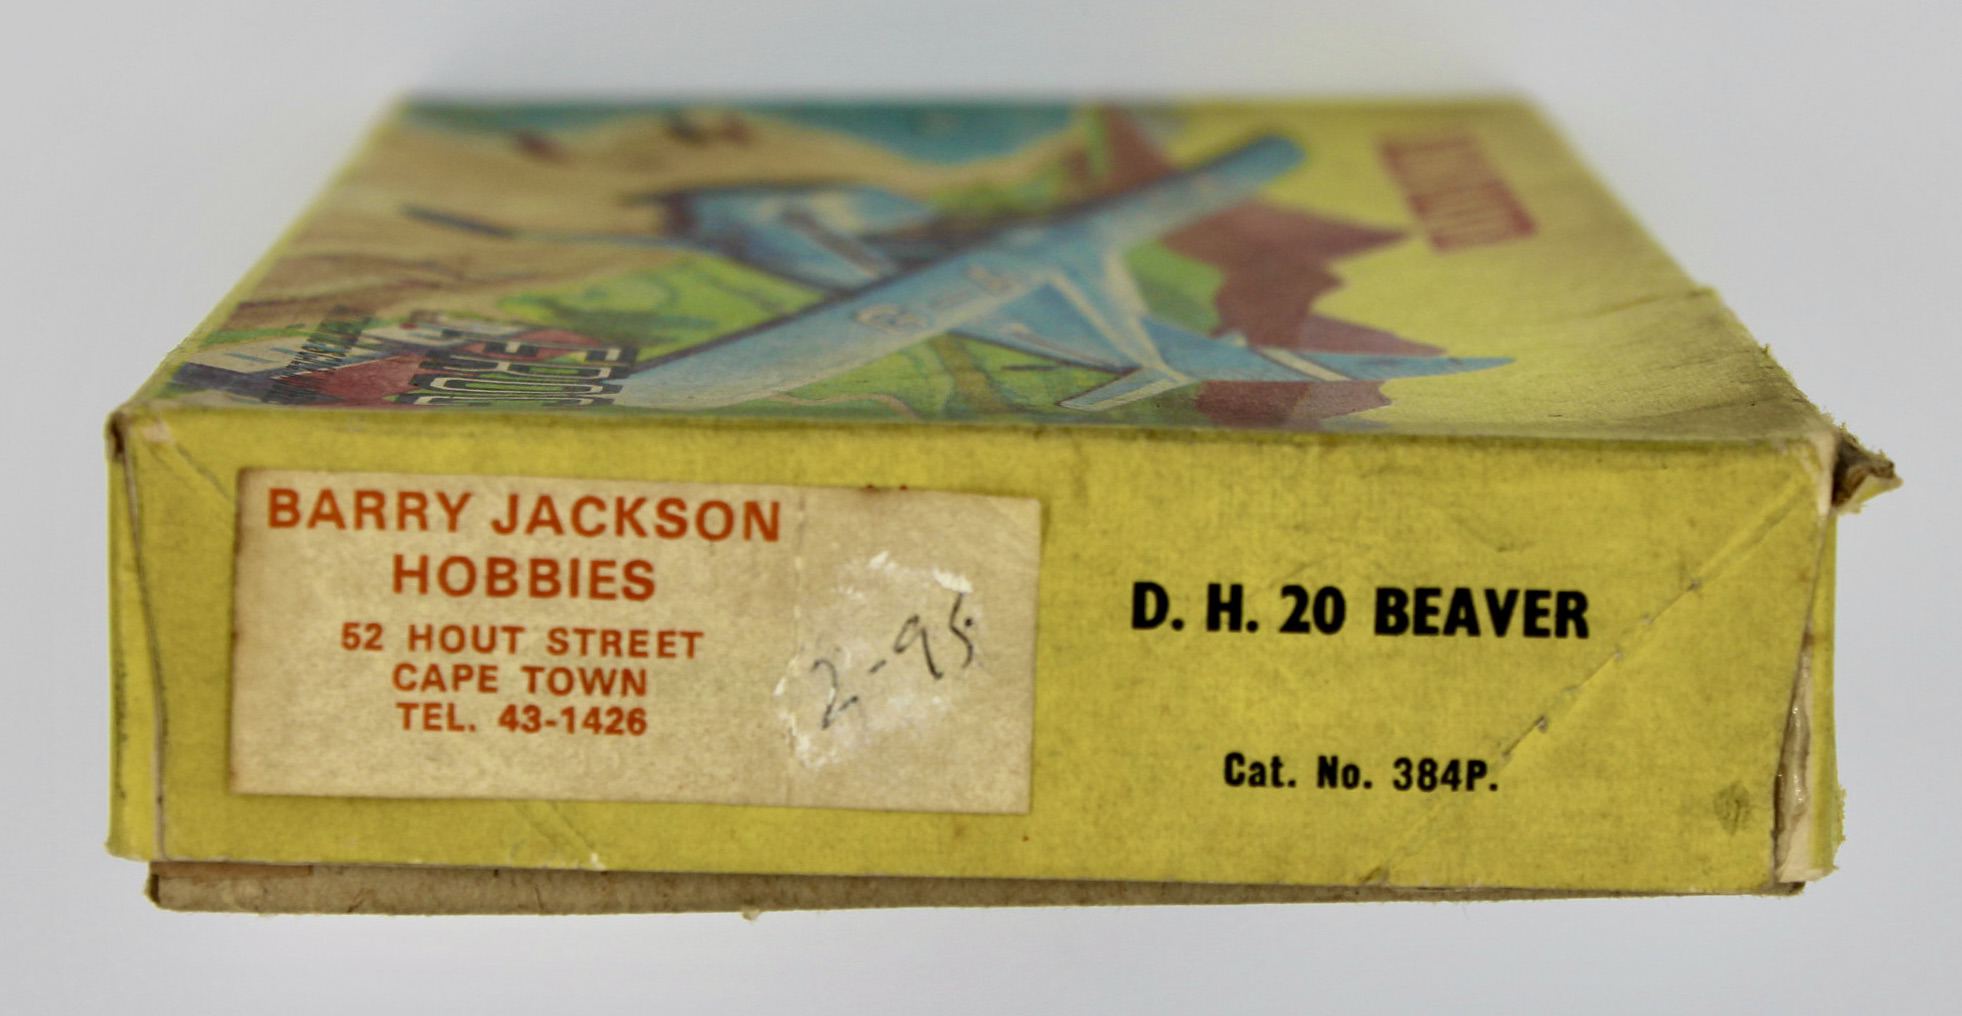 BARRY JACKSON
HOBBIES
52 HOUT STREET
CAPE TOWN
TEL. 43-1426
2-95
D. H. 20 BEAVER
Cat. No. 384P.